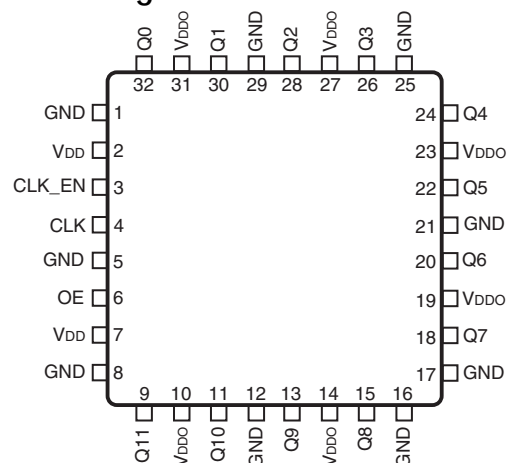 Q0 VDDO Q1 GND Q2 VDDO Q3 GND
32 31 30 29 28 27 26 25
GND 1 24 Q4
VDD 2 23 VDDO
CLK_EN 3 22 Q5
CLK 4 21 GND
GND 5 20 Q6
OE 6 19 VDDO
VDD 7 18 Q7
GND 8 17 GND
9 10 11 12 13 14 15 16
Q11 VDDO Q10 GND Q9 VDDO Q8 GND